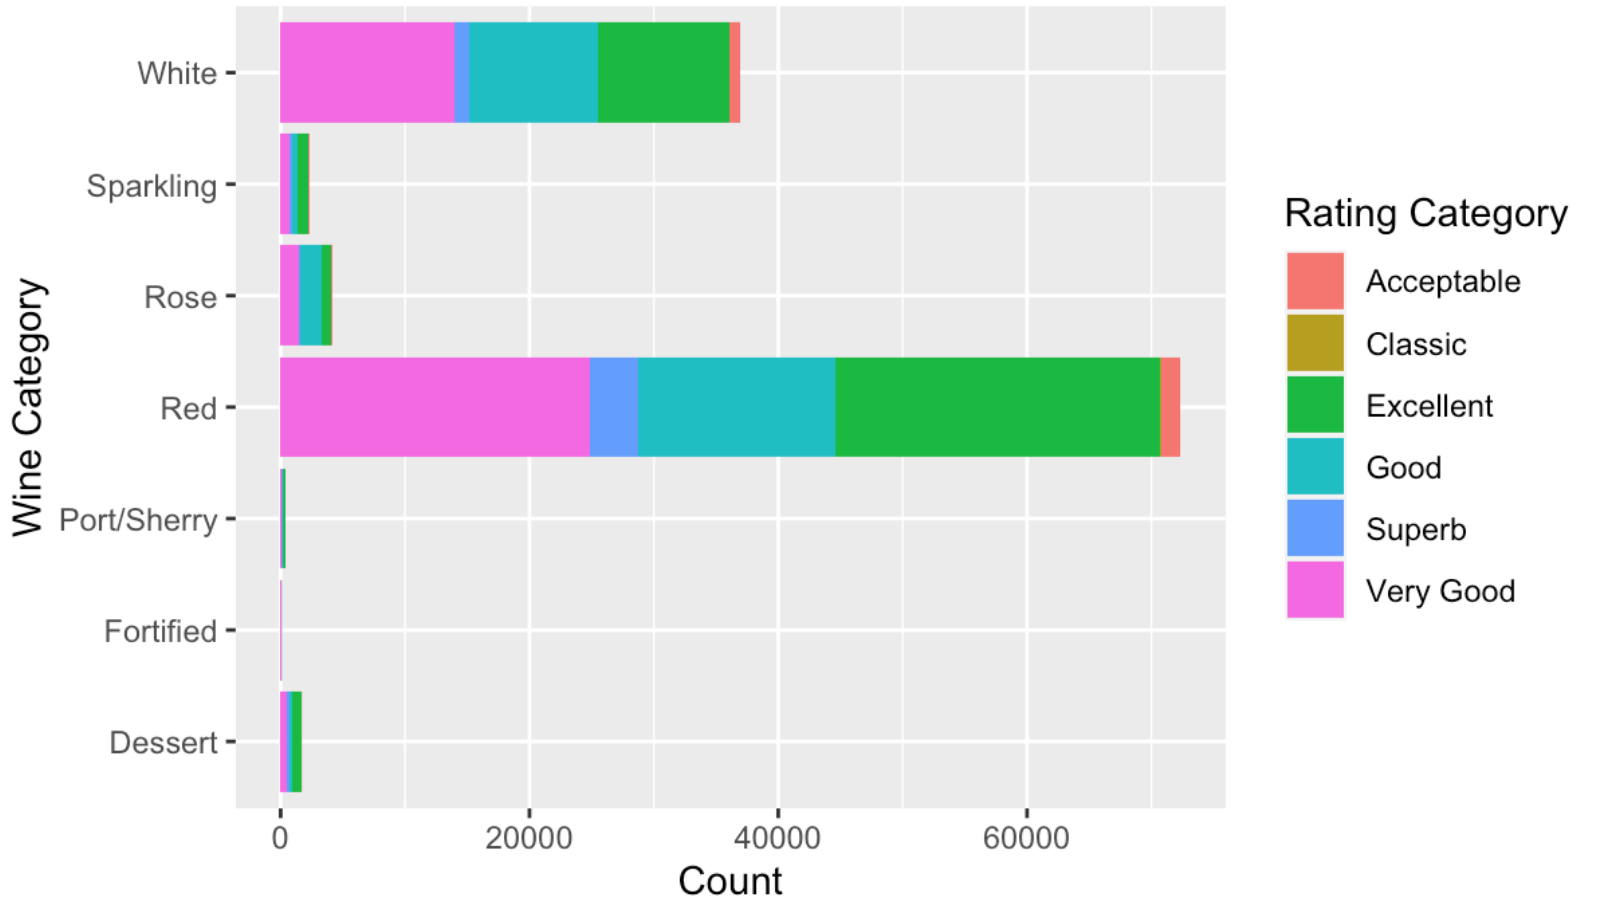 White
Sparkling
Rose
Red
Port/Sherry
Fortified
Dessert
Wine Category
0
20000
40000
60000
Count
Rating Category
Acceptable
Classic
Excellent
Good
Superb
Very Good